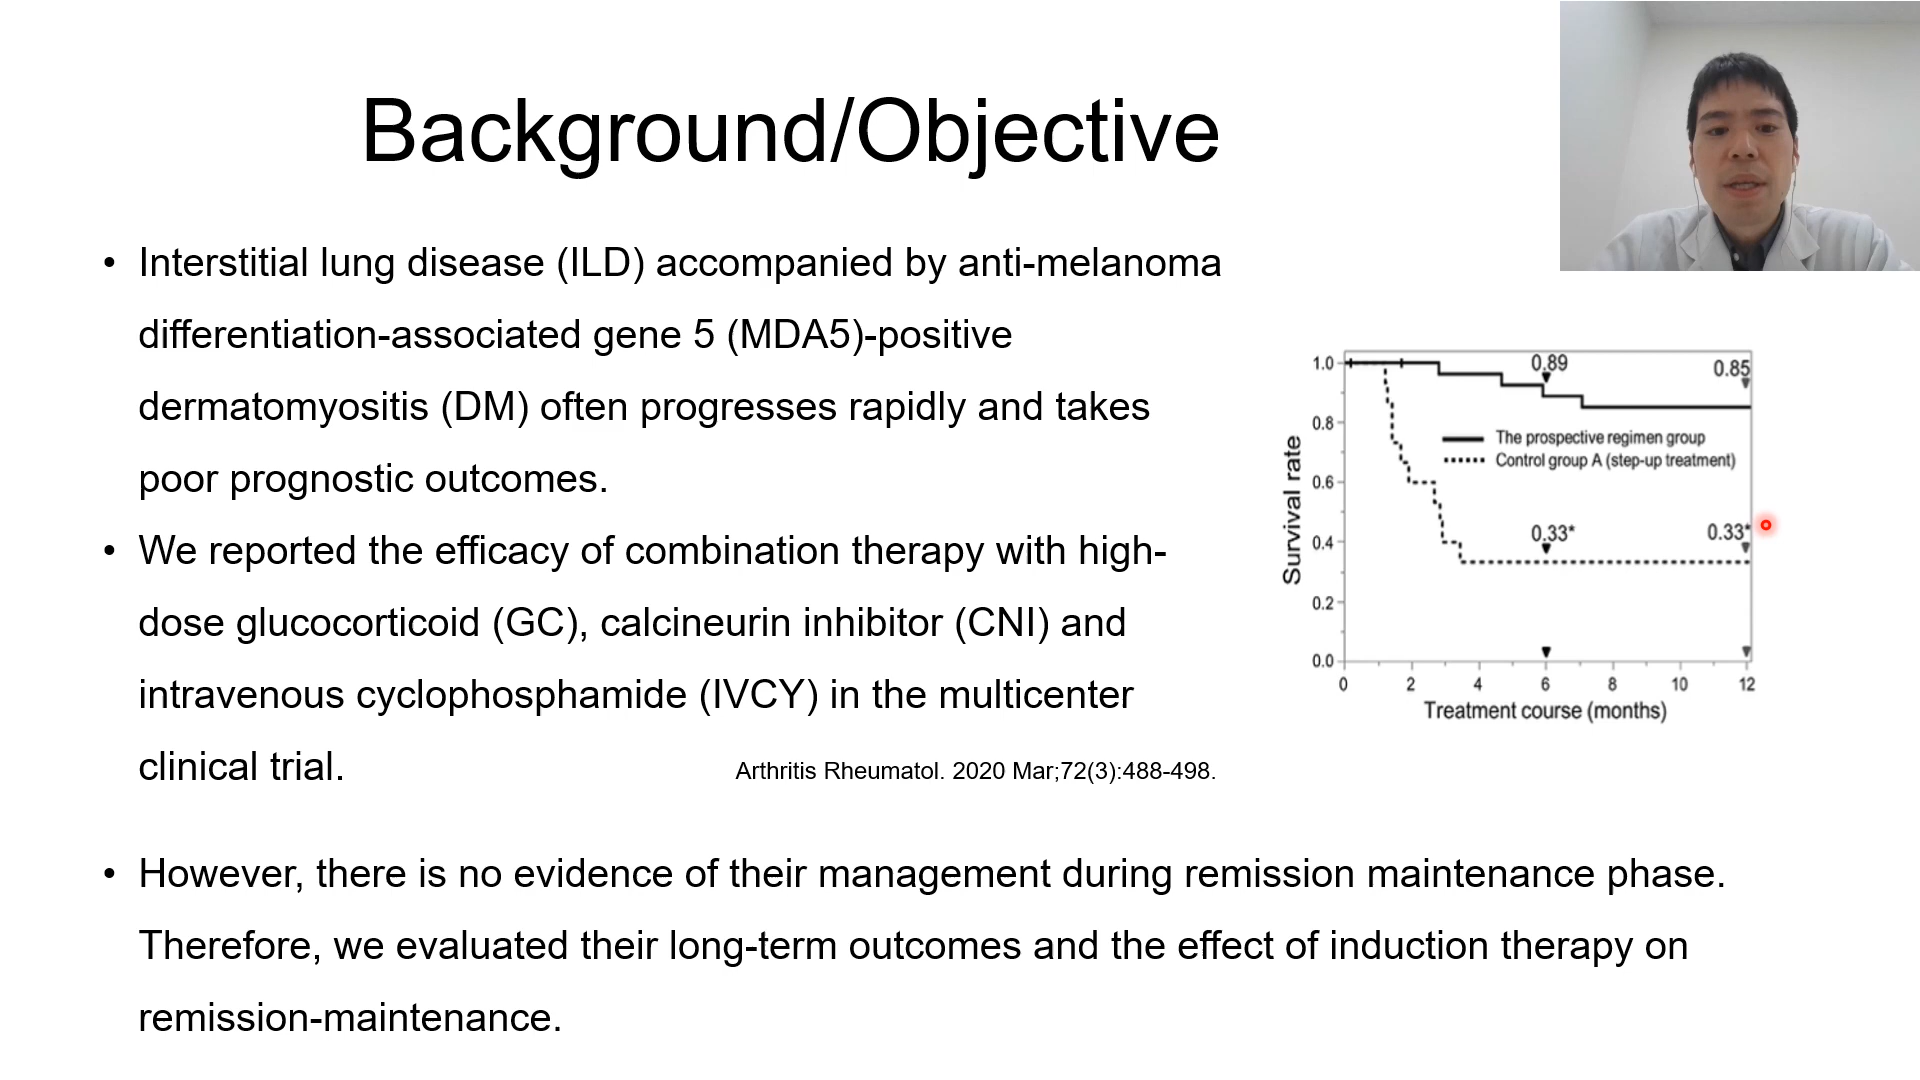 Background/Objective
• Interstitial lung disease (ILD) accompanied by anti-melanoma
differentiation-associated gene 5 (MDA5)-positive
dermatomyositis (DM) often progresses rapidly and takes
poor prognostic outcomes.
• We reported the efficacy of combination therapy with high-
dose glucocorticoid (GC), calcineurin inhibitor (CNI) and
intravenous cyclophosphamide (IVCY) in the multicenter
clinical trial.
Arthritis Rheumatol. 2020 Mar;72(3):488-498.
• However, there is no evidence of their management during remission maintenance phase.
Therefore, we evaluated their long-term outcomes and the effect of induction therapy on
remission-maintenance.
Survival rate
1.0
0.8
0.6
0.4
0.2
0.0
0.89
0.85
The prospective regimen group
Control group A (step-up treatment)
0.33*
0.33*
0 2 4 6 8 10 12
Treatment course (months)